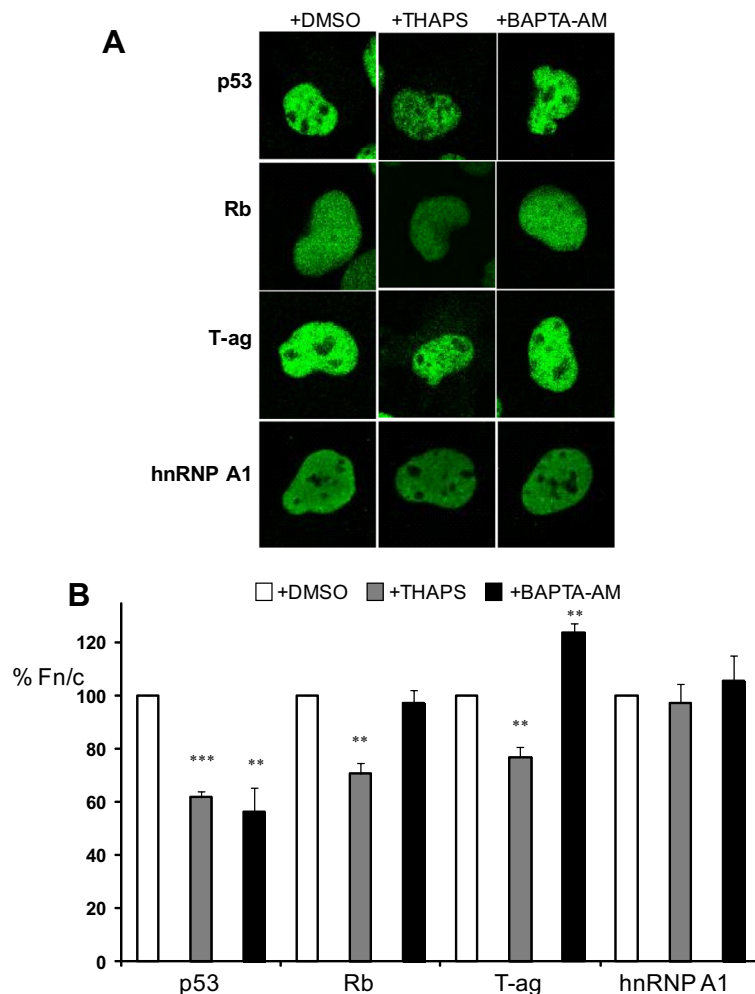 +DMSO +THAPS +BAPTA-AM
A
p53
Rb
T-ag
hnRNP A1
B
+DMSO +THAPS +BAPTA-AM
% Fn/c
120
100
80
60
40
20
0
*** ** ** ** **
p53 Rb T-ag hnRNP A1